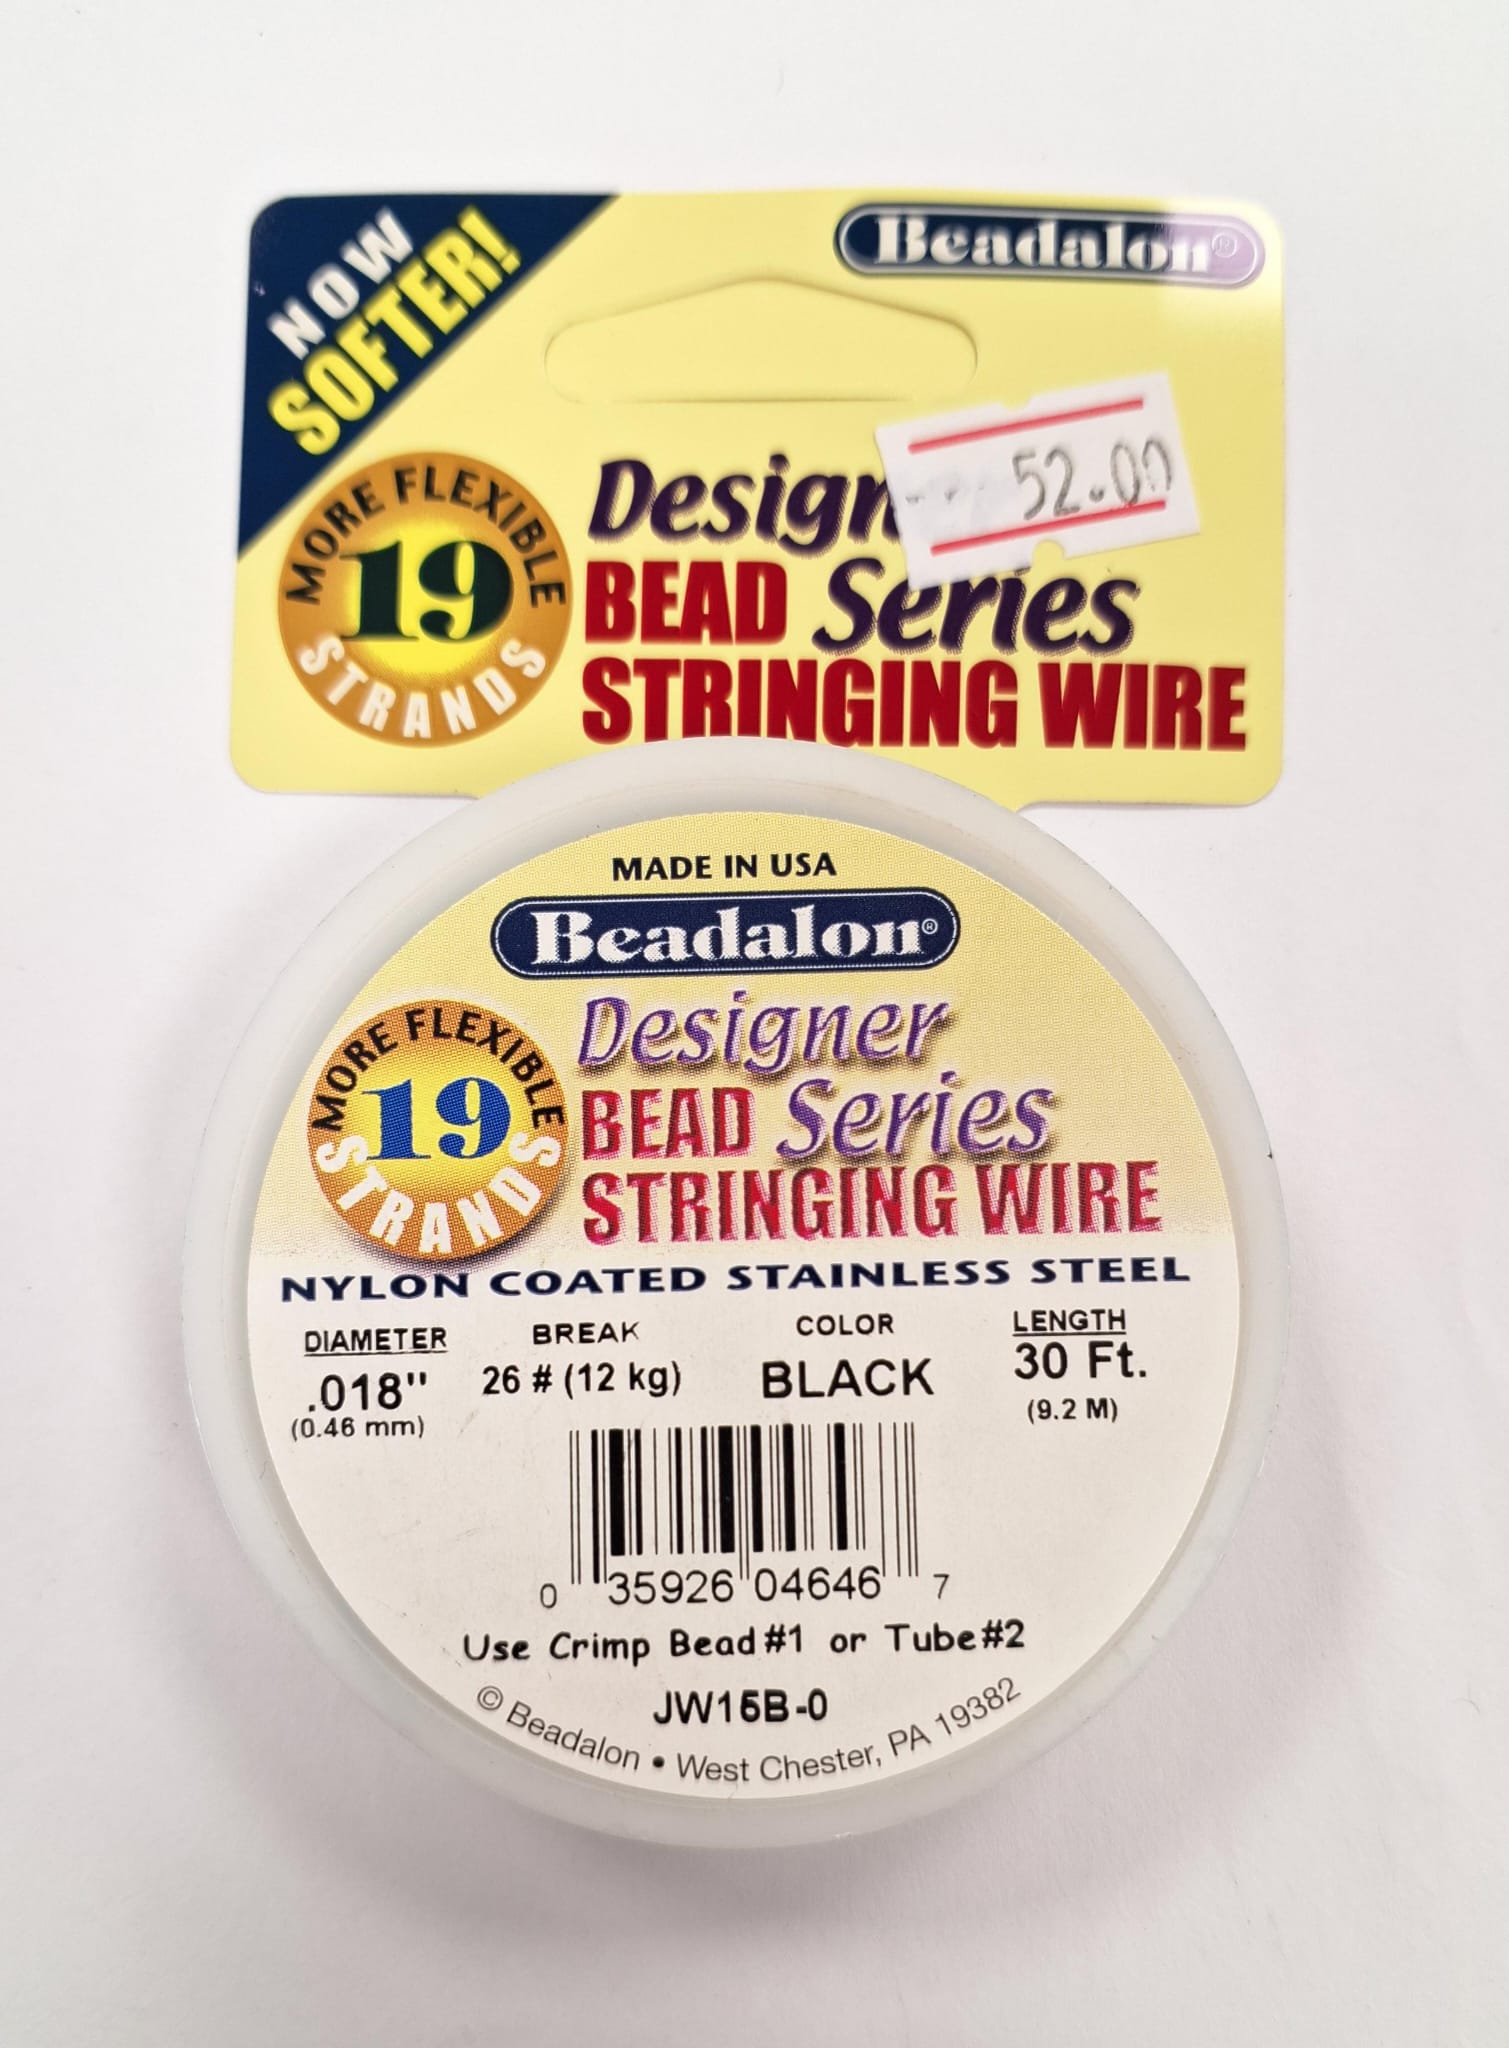 NOW
SOFTER!
Beadalon®
52.00
MORE FLEXIBLE
19
STRANDS
Series
BEAD
STRINGING WIRE
MADE IN USA
Beadalon®
MORE FLEXIBLE
19
STRANDS
Designer
BEAD Series
STRINGING WIRE
NYLON COATED STAINLESS STEEL
DIAMETER BREAK COLOR LENGTH
.018" 26 # (12 kg) BLACK 30 Ft.
(0.46 mm) (9.2 M)
0 35926 04646 7
Use Crimp Bead #1 or Tube #2
JW15B-0
© Beadalon • West Chester, PA 19382